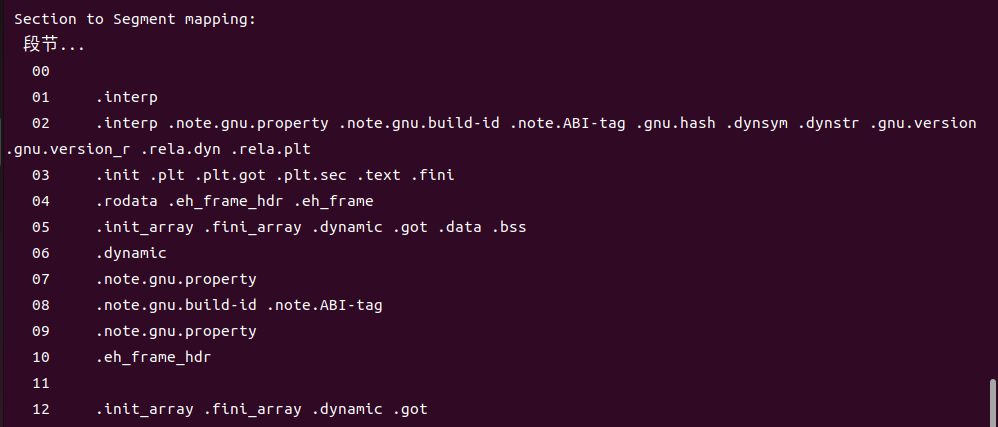 Section to Segment mapping:
段节...
00
01 .interp
02 .interp .note.gnu.property .note.gnu.build-id .note.ABI-tag .gnu.hash .dynsym .dynstr .gnu.version
.gnu.version_r .rela.dyn .rela.plt
03 .init .plt .plt.got .plt.sec .text .fini
04 .rodata .eh_frame_hdr .eh_frame
05 .init_array .fini_array .dynamic .got .data .bss
06 .dynamic
07 .note.gnu.property
08 .note.gnu.build-id .note.ABI-tag
09 .note.gnu.property
10 .eh_frame_hdr
11
12 .init_array .fini_array .dynamic .got